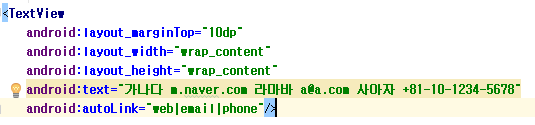 <TextView
android:layout_marginTop="10dp"
android:layout_width="wrap_content"
android:layout_height="wrap_content"
android:text="가나다 m.naver.com 라마바 a@a.com 사아자 +81-10-1234-5678"
android:autoLink="web|email|phone"/>